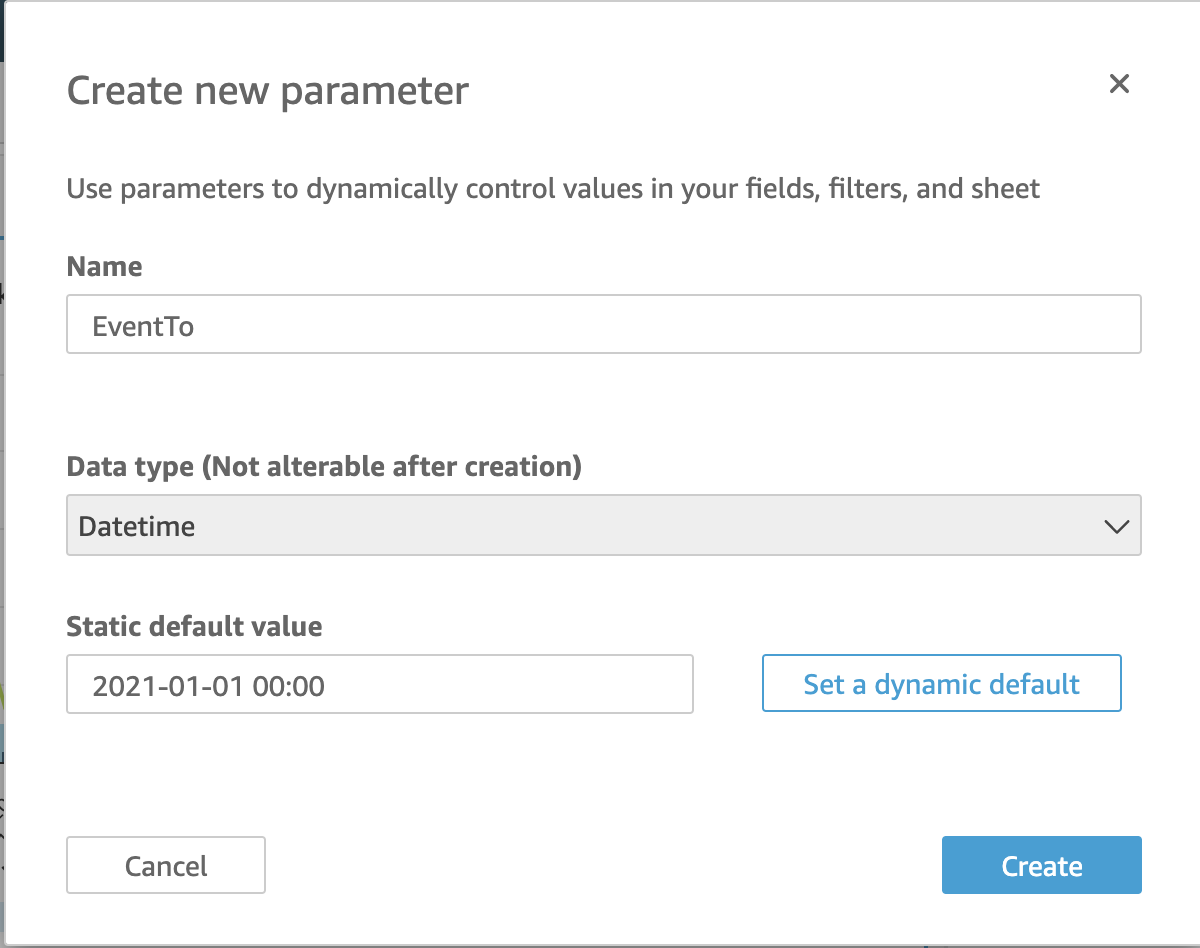 Create new parameter
Use parameters to dynamically control values in your fields, filters, and sheet
Name
EventTo
Data type (Not alterable after creation)
Datetime
Static default value
2021-01-01 00:00
Set a dynamic default
Cancel
Create